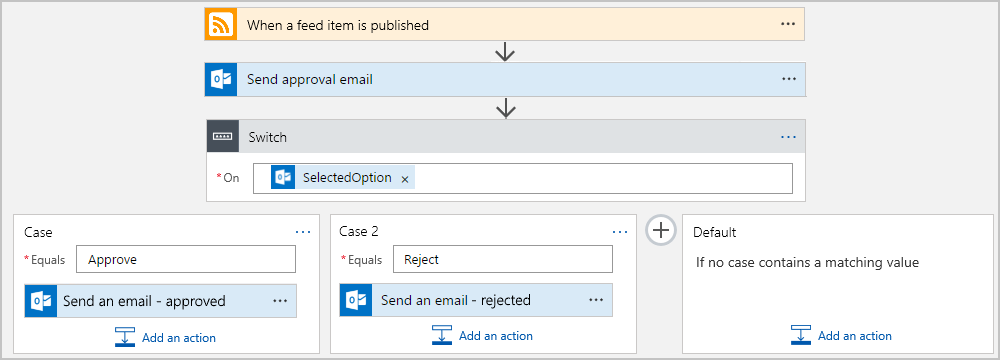 When a feed item is published
Send approval email
Switch
*On SelectedOption ×
Case
*Equals Approve
Send an email - approved
Add an action
Case 2
*Equals Reject
Send an email - rejected
Add an action
Default
If no case contains a matching value
Add an action